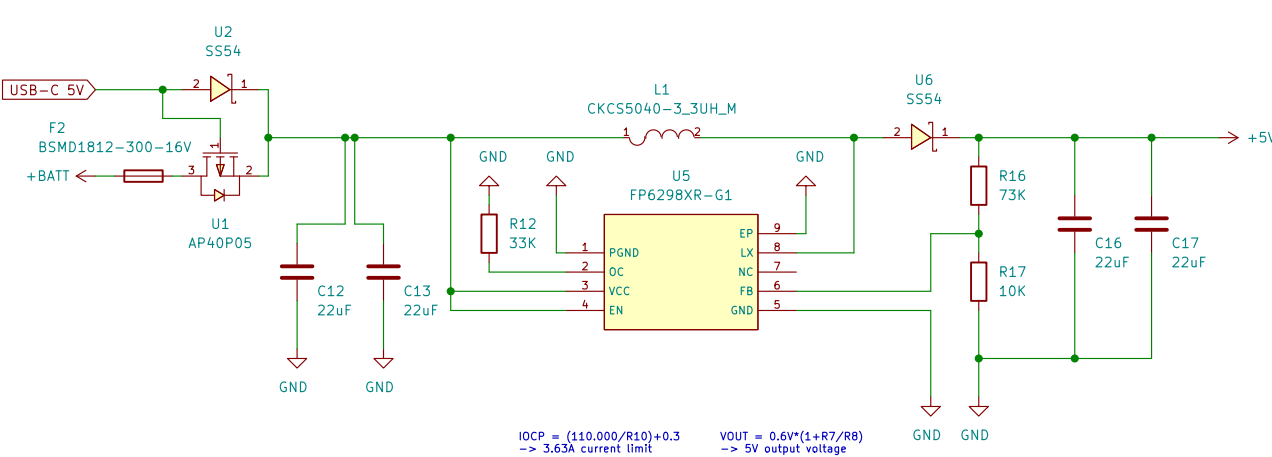 U2
SS54
2
1
USB-C 5V
F2
BSMD1812-300-16V
1
+BATT
3
2
U1
AP40P05
C12
22uF
GND
C13
22uF
GND
L1
CKCS5040-3_3UH_M
1
2
GND
GND
R12
33K
U5
FP6298XR-G1
1
PGND
2
OC
3
VCC
4
EN
EP
9
LX
8
NC
7
FB
6
GND
5
GND
U6
SS54
2
1
+5V
R16
73K
R17
10K
C16
22uF
C17
22uF
GND
GND
IOCP = (110.000/R10)+0.3
-> 3.63A current limit
VOUT = 0.6V*(1+R7/R8)
-> 5V output voltage